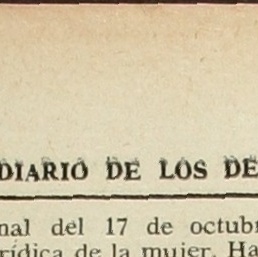 DIARIO DE LOS DE
nal del 17 de octubr
rídica de la mujer. Ha